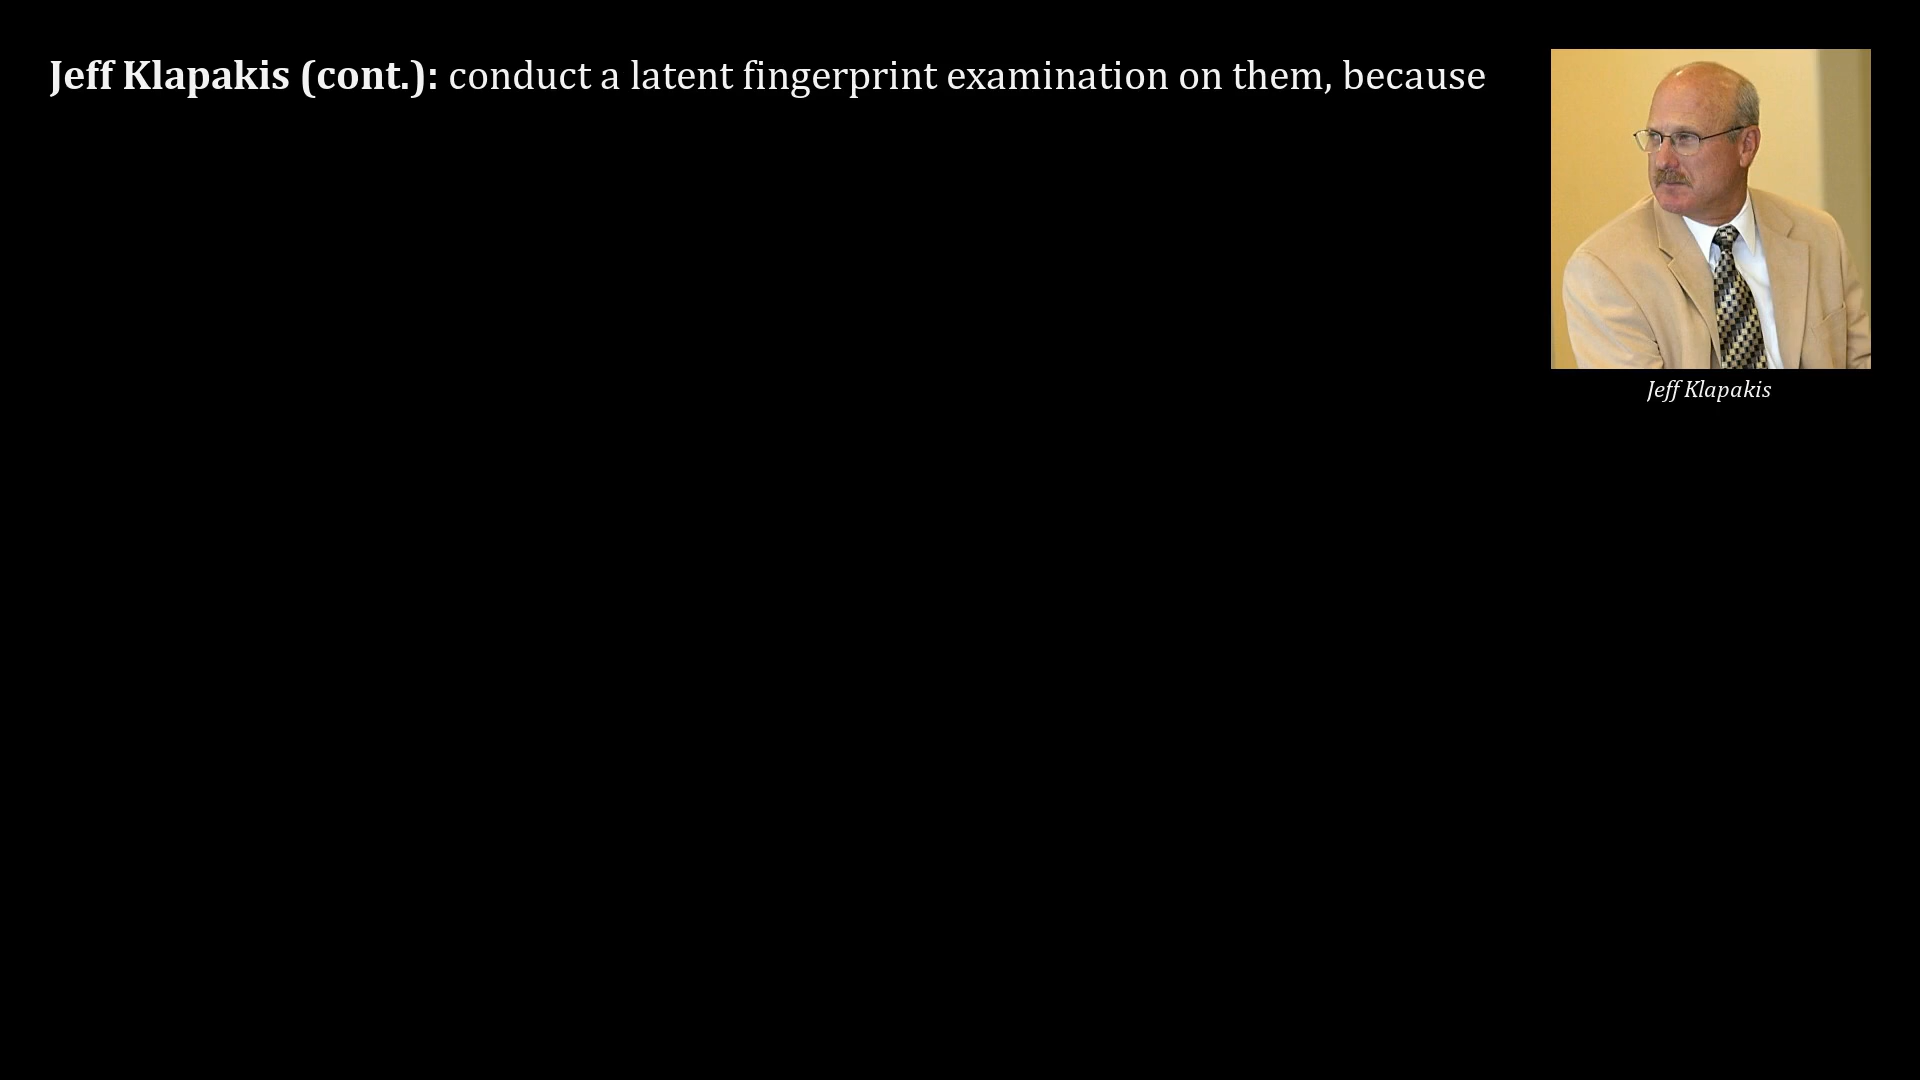 Jeff Klapakis (cont.): conduct a latent fingerprint examination on them, because
Jeff Klapakis